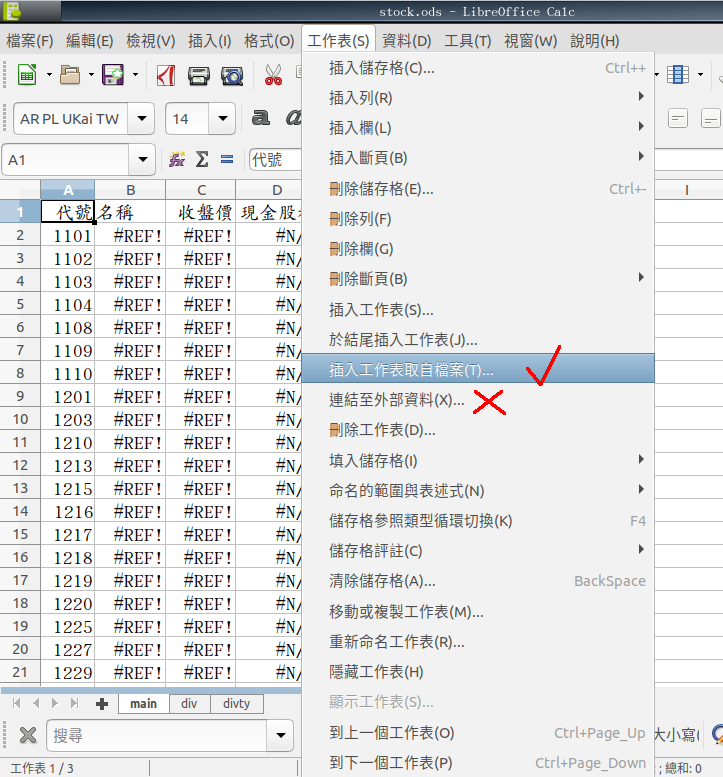 stock.ods - LibreOffice Calc
檔案(F) 編輯(E) 檢視(V) 插入(I) 格式(O) 工作表(S) 資料(D) 工具(T) 視窗(W) 說明(H)
AR PL UKai TW 14
A1 代號
A B C D I
1 代號 名稱 收盤價 現金股
2 1101 #REF! #REF! #N/
3 1102 #REF! #REF! #N/
4 1103 #REF! #REF! #N/
5 1104 #REF! #REF! #N/
6 1108 #REF! #REF! #N/
7 1109 #REF! #REF! #N/
8 1110 #REF! #REF! #N/
9 1201 #REF! #REF! #N/
10 1203 #REF! #REF! #N/
11 1210 #REF! #REF! #N/
12 1213 #REF! #REF! #N/
13 1215 #REF! #REF! #N/
14 1216 #REF! #REF! #N/
15 1217 #REF! #REF! #N/
16 1218 #REF! #REF! #N/
17 1219 #REF! #REF! #N/
18 1220 #REF! #REF! #N/
19 1225 #REF! #REF! #N/
20 1227 #REF! #REF! #N/
21 1229 #REF! #REF! #N/
插入儲存格(C)... Ctrl++
插入列(R)
插入欄(L)
插入斷頁(B)
刪除儲存格(E)... Ctrl+-
刪除列(F)
刪除欄(G)
刪除斷頁(B)
插入工作表(S)...
於結尾插入工作表(J)...
插入工作表取自檔案(T)...
連結至外部資料(X)...
刪除工作表(D)...
填入儲存格(I)
命名的範圍與表述式(N)
儲存格參照類型循環切換(K) F4
儲存格評註(C)
清除儲存格(A)... BackSpace
移動或複製工作表(M)...
重新命名工作表(R)...
隱藏工作表(H)
顯示工作表(S)...
到上一個工作表(O) Ctrl+Page_Up
到下一個工作表(P) Ctrl+Page_Down
main div divty
搜尋 大小寫(
工作表 1 / 3 ; 總和: 0